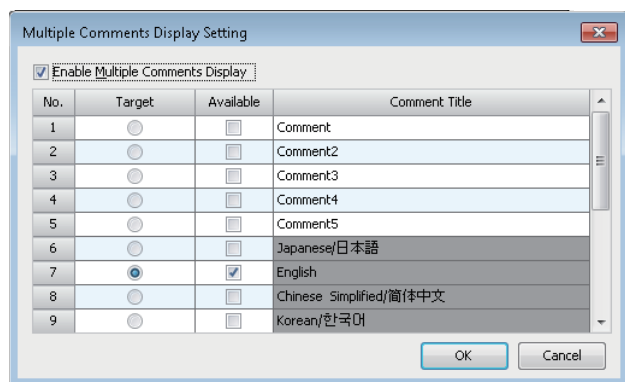 Multiple Comments Display Setting
Enable Multiple Comments Display
No. Target Available Comment Title
1 Comment
2 Comment2
3 Comment3
4 Comment4
5 Comment5
6 Japanese/日本語
7 English
8 Chinese Simplified/简体中文
9 Korean/한국어
OK Cancel